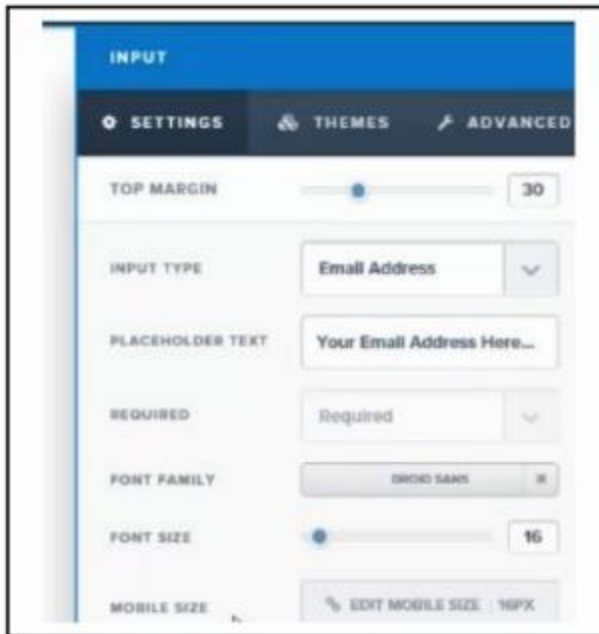 INPUT
SETTINGS THEMES ADVANCED
TOP MARGIN 30
INPUT TYPE Email Address
PLACEHOLDER TEXT Your Email Address Here...
REQUIRED Required
FONT FAMILY DROID SANS
FONT SIZE 16
MOBILE SIZE EDIT MOBILE SIZE 16PX